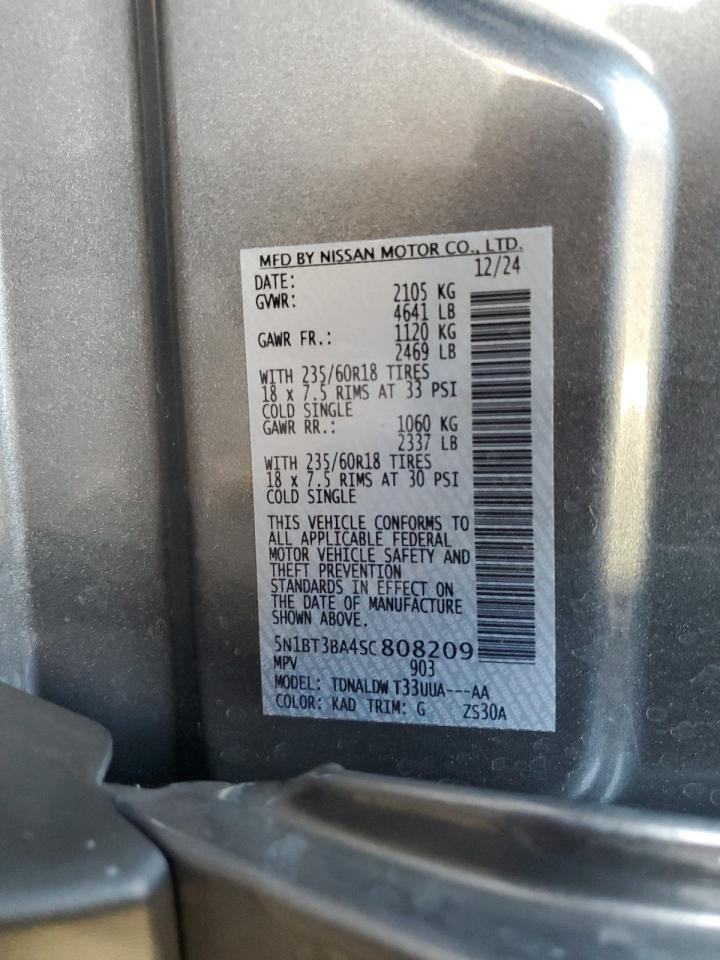 MFD BY NISSAN MOTOR CO., LTD.
DATE: 12/24
GVWR: 2105 KG
4641 LB
GAWR FR.: 1120 KG
2469 LB
WITH 235/60R18 TIRES
18 x 7.5 RIMS AT 33 PSI
COLD SINGLE
GAWR RR.: 1060 KG
2337 LB
WITH 235/60R18 TIRES
18 x 7.5 RIMS AT 30 PSI
COLD SINGLE
THIS VEHICLE CONFORMS TO
ALL APPLICABLE FEDERAL
MOTOR VEHICLE SAFETY AND
THEFT PREVENTION
STANDARDS IN EFFECT ON
THE DATE OF MANUFACTURE
SHOWN ABOVE.
5N1BT3BA4SC808209
MPV 903
MODEL: TDNALDW T33UUA---AA
COLOR: KAD TRIM: G ZS30A